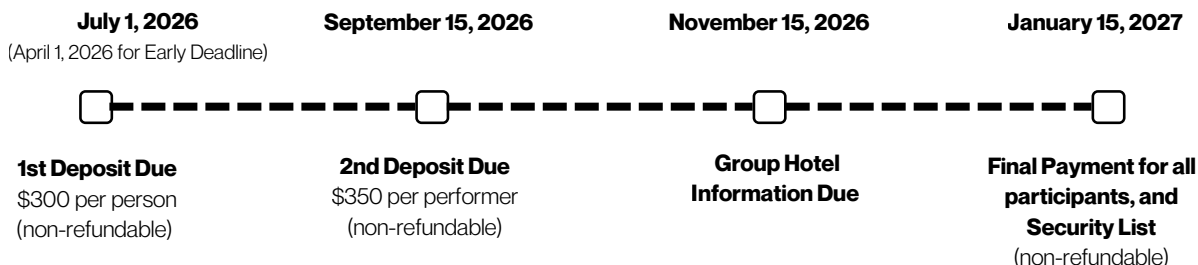 July 1, 2026
(April 1, 2026 for Early Deadline)
1st Deposit Due
$300 per person
(non-refundable)
September 15, 2026
2nd Deposit Due
$350 per performer
(non-refundable)
November 15, 2026
Group Hotel
Information Due
January 15, 2027
Final Payment for all
participants, and
Security List
(non-refundable)